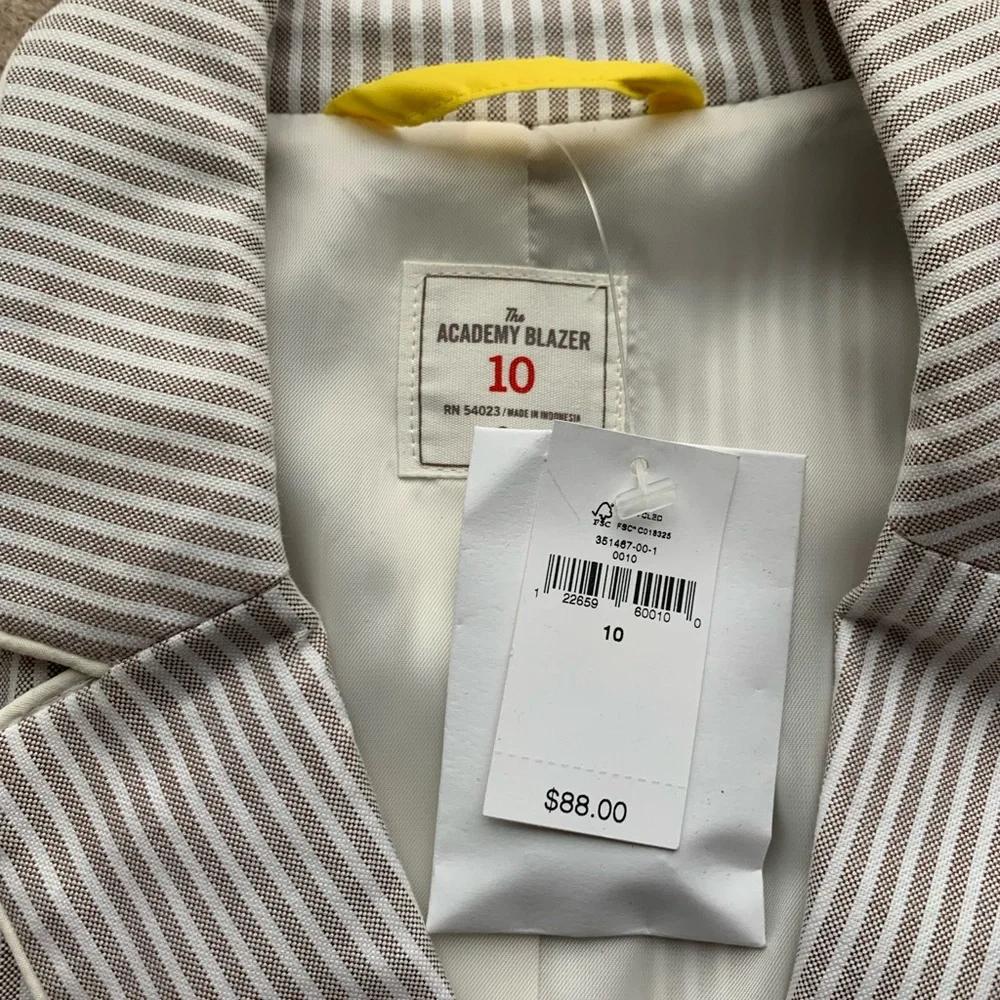 The
ACADEMY BLAZER
10
RN 54023 / MADE IN INDONESIA
FSC FSC® C018325
351467-00-1
0010
1 22659 60010 0
10
$88.00